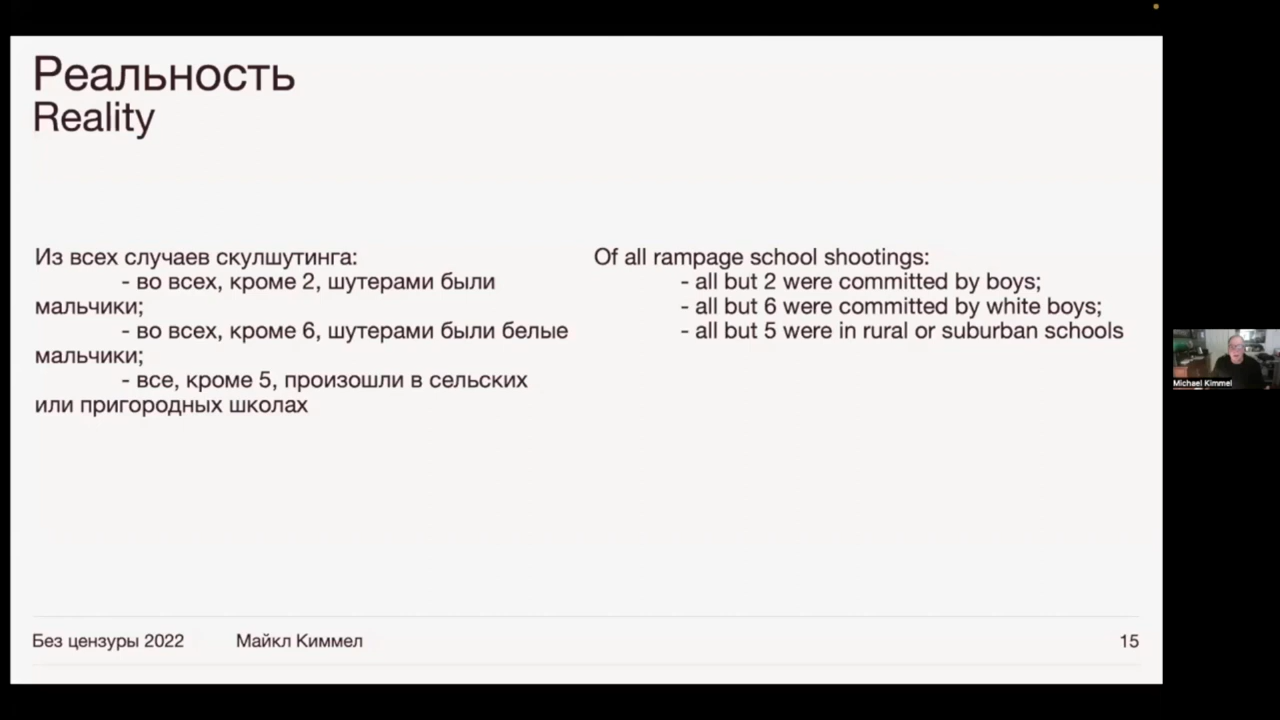 Реальность
Reality
Из всех случаев скулшутинга:
- во всех, кроме 2, шутерами были
мальчики;
- во всех, кроме 6, шутерами были белые
мальчики;
- все, кроме 5, произошли в сельских
или пригородных школах
Of all rampage school shootings:
- all but 2 were committed by boys;
- all but 6 were committed by white boys;
- all but 5 were in rural or suburban schools
Michael Kimmel
Без цензуры 2022
Майкл Киммел
15